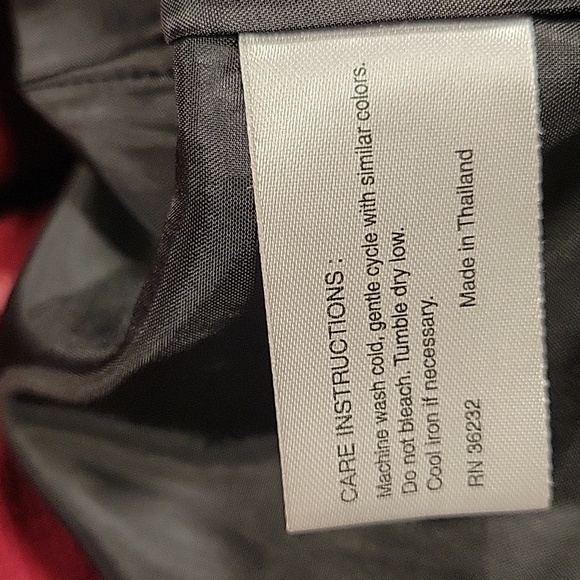 CARE INSTRUCTIONS :
Machine wash cold, gentle cycle with similar colors.
Do not bleach. Tumble dry low.
Cool iron if necessary.
RN 36232 Made in Thailand